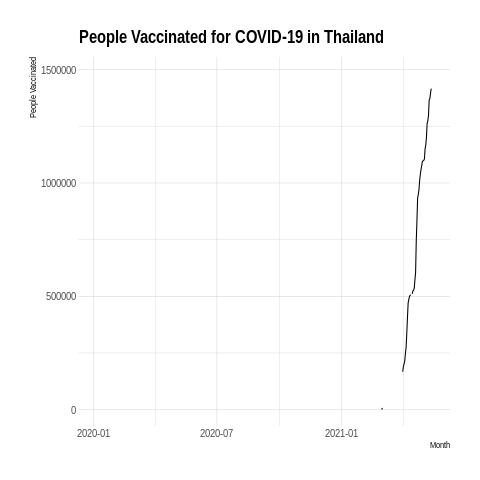 People Vaccinated for COVID-19 in Thailand
People Vaccinated
1500000
1000000
500000
0
2020-01
2020-07
2021-01
Month